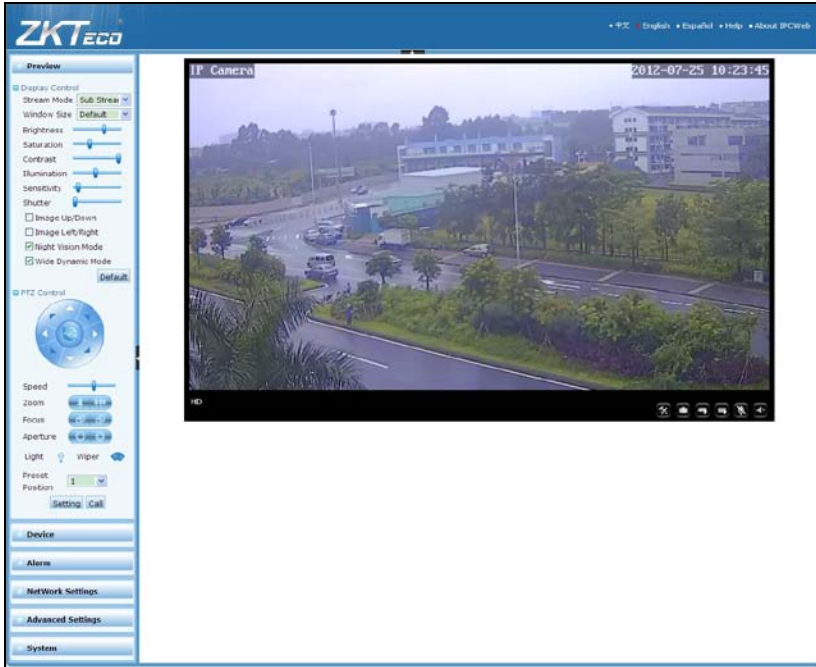 ZKTECO
• 中文 • English • Español • Help • About IPCWeb
Preview
Display Control
Stream Mode Sub Strea
Window Size Default
Brightness
Saturation
Contrast
Illumination
Sensitivity
Shutter
Image Up/Down
Image Left/Right
Night Vision Mode
Wide Dynamic Mode
Default
PTZ Control
Speed
Zoom
Focus
Aperture
Light Wiper
Preset Position 1
Setting Call
Device
Alarm
NetWork Settings
Advanced Settings
System
IP Camera 2012-07-25 10:23:45
HD